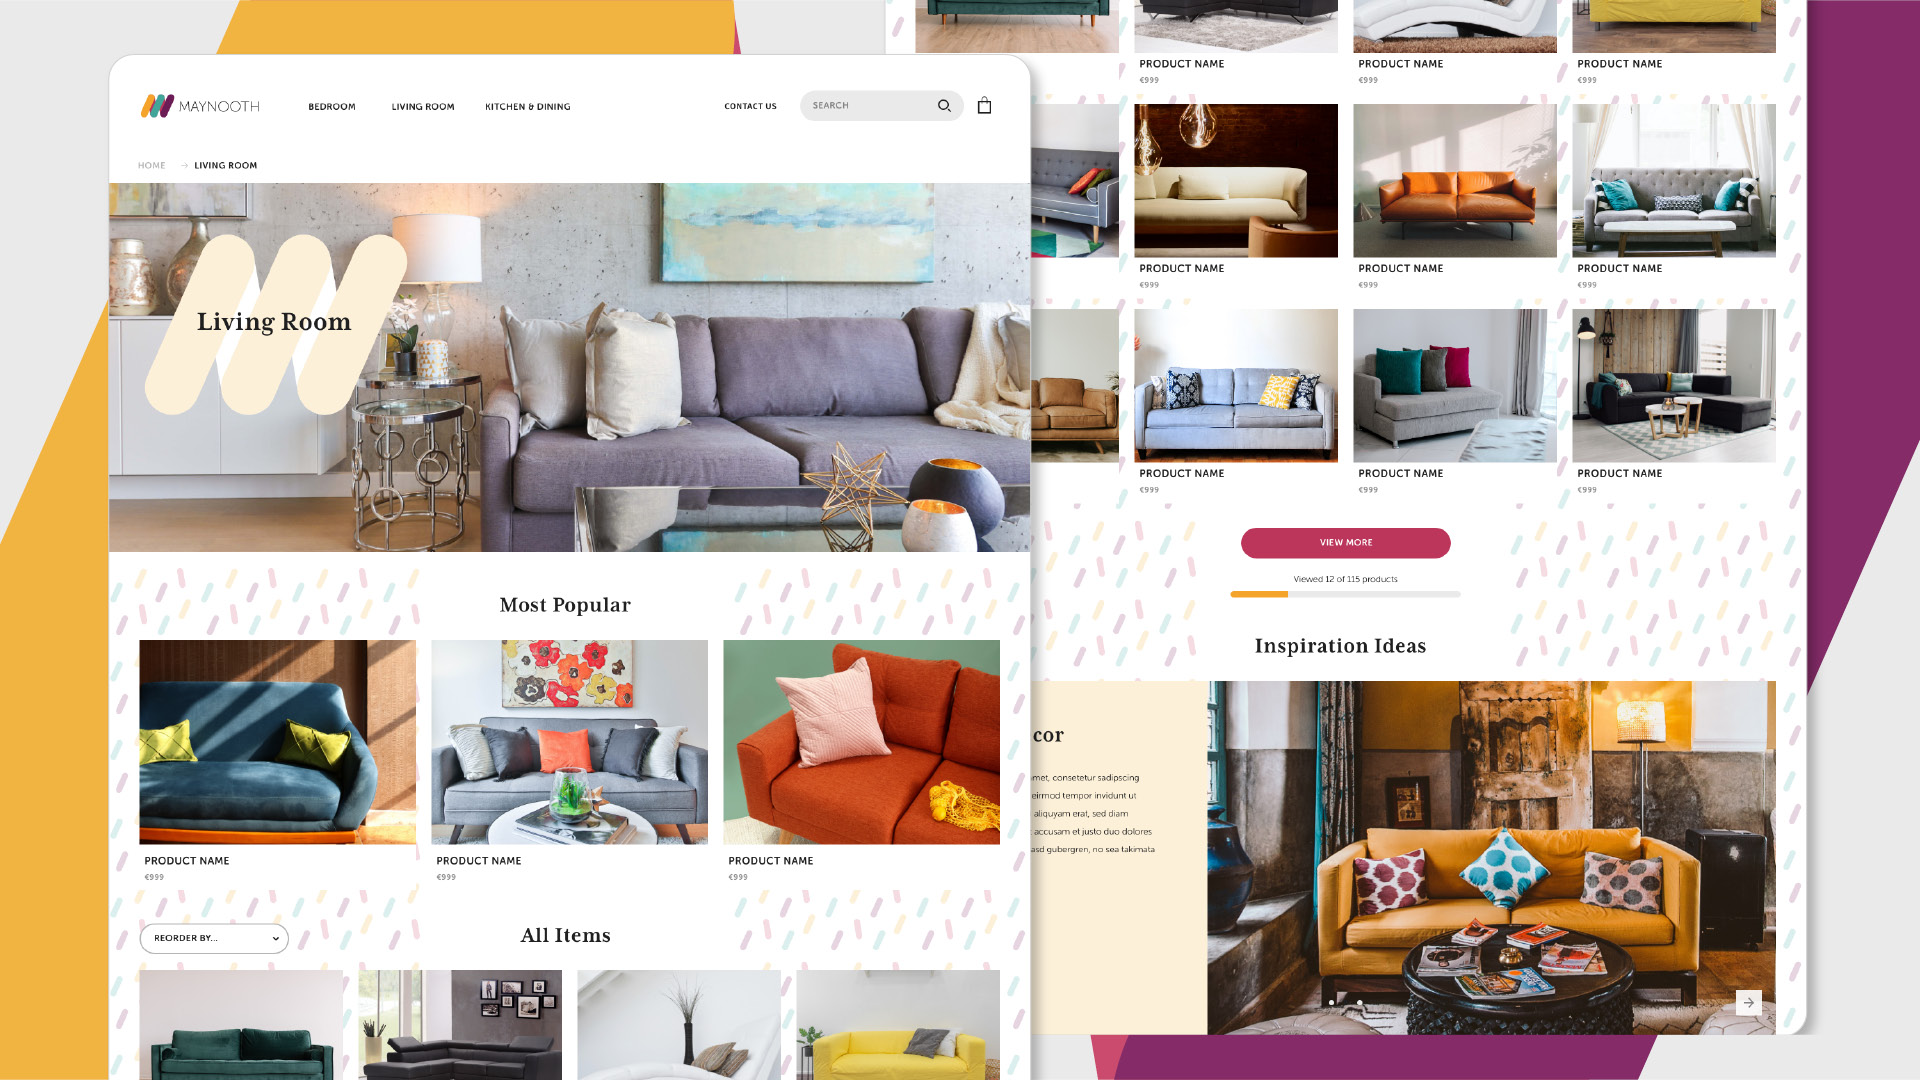 MAYNOOTH
BEDROOM
LIVING ROOM
KITCHEN & DINING
CONTACT US
SEARCH
HOME
LIVING ROOM
Living Room
Most Popular
PRODUCT NAME
€999
PRODUCT NAME
€999
PRODUCT NAME
€999
REORDER BY...
All Items
PRODUCT NAME
€999
PRODUCT NAME
€999
PRODUCT NAME
€999
PRODUCT NAME
€999
PRODUCT NAME
€999
PRODUCT NAME
€999
PRODUCT NAME
€999
PRODUCT NAME
€999
PRODUCT NAME
€999
VIEW MORE
Viewed 12 of 115 products
Inspiration Ideas
cor
met, consetetur sadipscing
eirmod tempor invidunt ut
aliquyam erat, sed diam
accusam et justo duo dolores
asd gubergren, no sea takimata